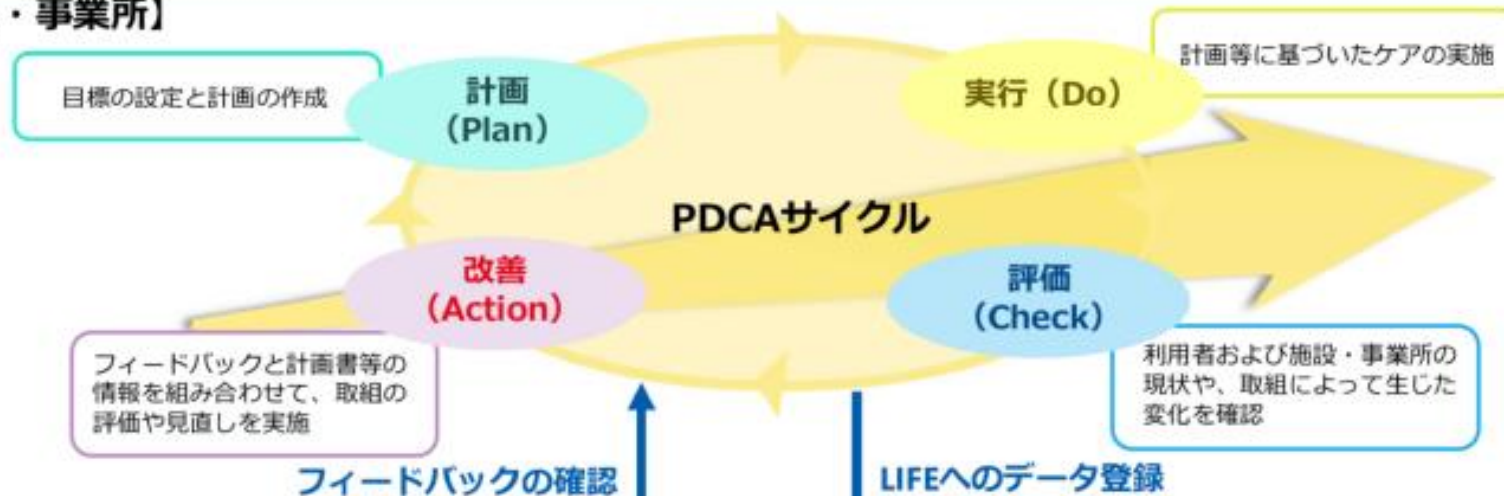 ・事業所】
目標の設定と計画の作成
計画
（Plan）
実行（Do）
計画等に基づいたケアの実施
PDCAサイクル
改善
（Action）
評価
（Check）
フィードバックと計画書等の
情報を組み合わせて、取組の
評価や見直しを実施
利用者および施設・事業所の
現状や、取組によって生じた
変化を確認
フィードバックの確認
LIFEへのデータ登録